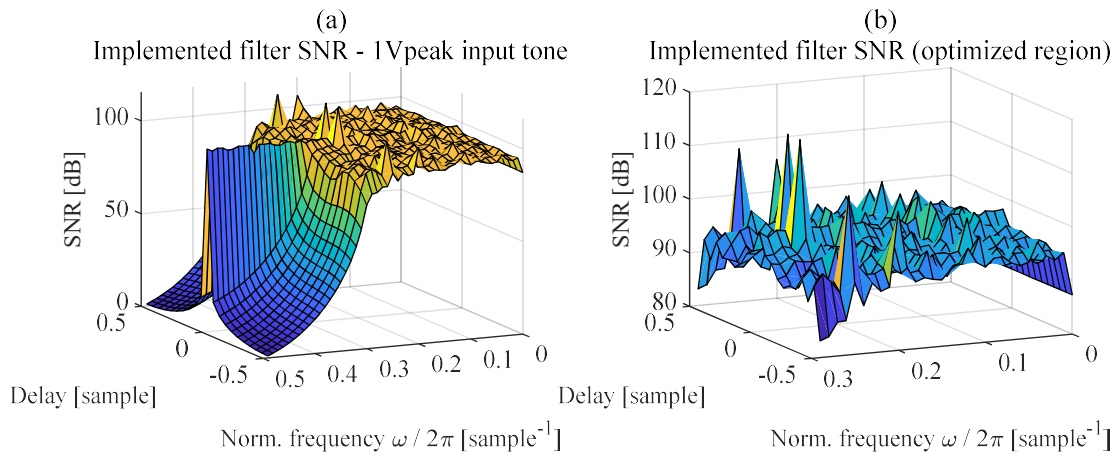 (a)
Implemented filter SNR - 1Vpeak input tone
100
50
0
SNR [dB]
0.5
0
-0.5
Delay [sample]
0.5
0.4
0.3
0.2
0.1
0
Norm. frequency ω / 2π [sample⁻¹]
(b)
Implemented filter SNR (optimized region)
120
110
100
90
80
SNR [dB]
0.5
0
-0.5
Delay [sample]
0.3
0.2
0.1
0
Norm. frequency ω / 2π [sample⁻¹]